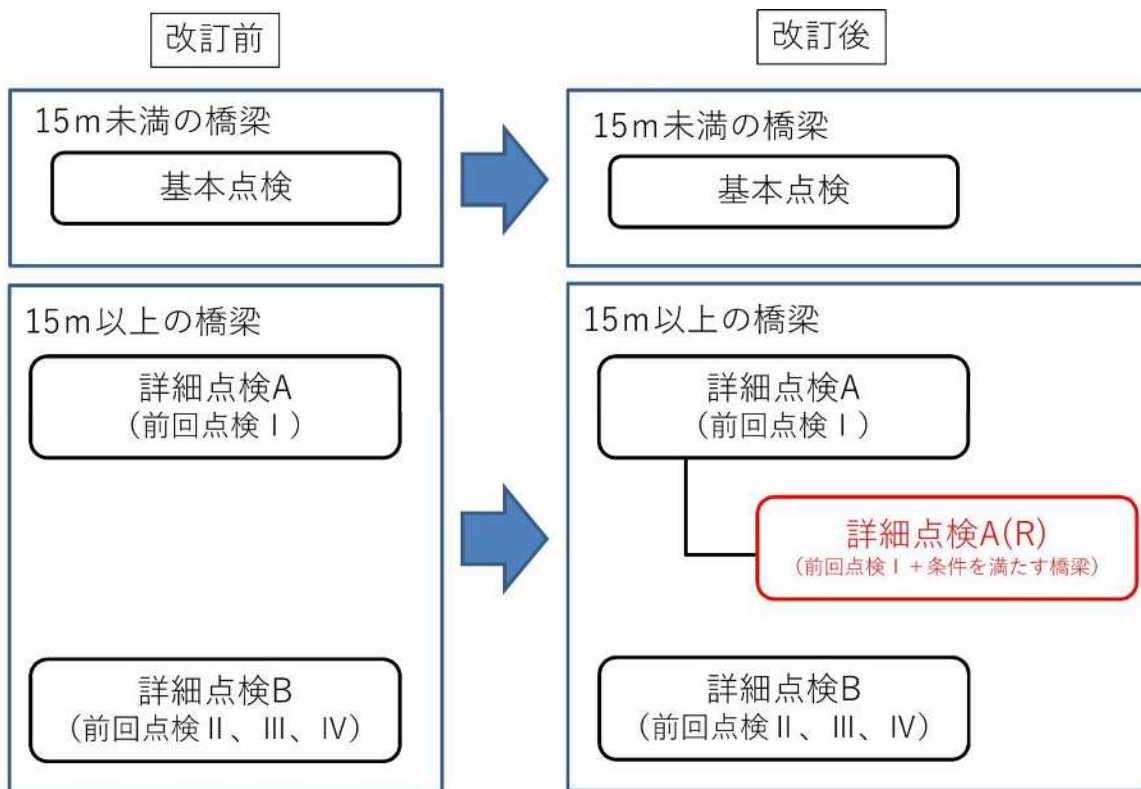 改訂前
改訂後
15m未満の橋梁
基本点検
15m未満の橋梁
基本点検
15m以上の橋梁
詳細点検A
(前回点検Ⅰ)
詳細点検B
(前回点検Ⅱ、Ⅲ、Ⅳ)
15m以上の橋梁
詳細点検A
(前回点検Ⅰ)
詳細点検A(R)
(前回点検Ⅰ+条件を満たす橋梁)
詳細点検B
(前回点検Ⅱ、Ⅲ、Ⅳ)